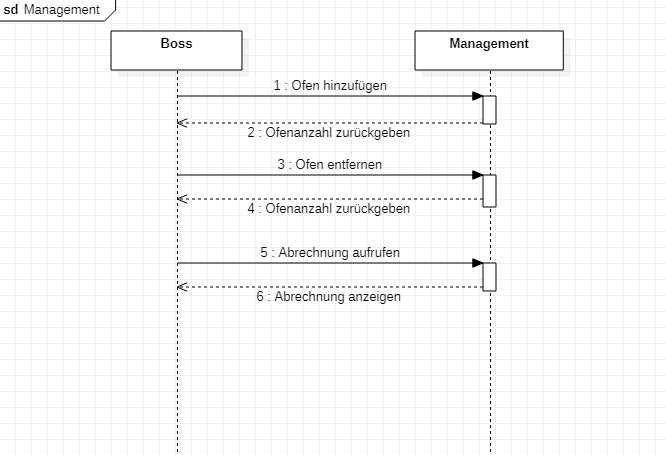 sd Management
Boss
Management
1 : Ofen hinzufügen
2 : Ofenanzahl zurückgeben
3 : Ofen entfernen
4 : Ofenanzahl zurückgeben
5 : Abrechnung aufrufen
6 : Abrechnung anzeigen